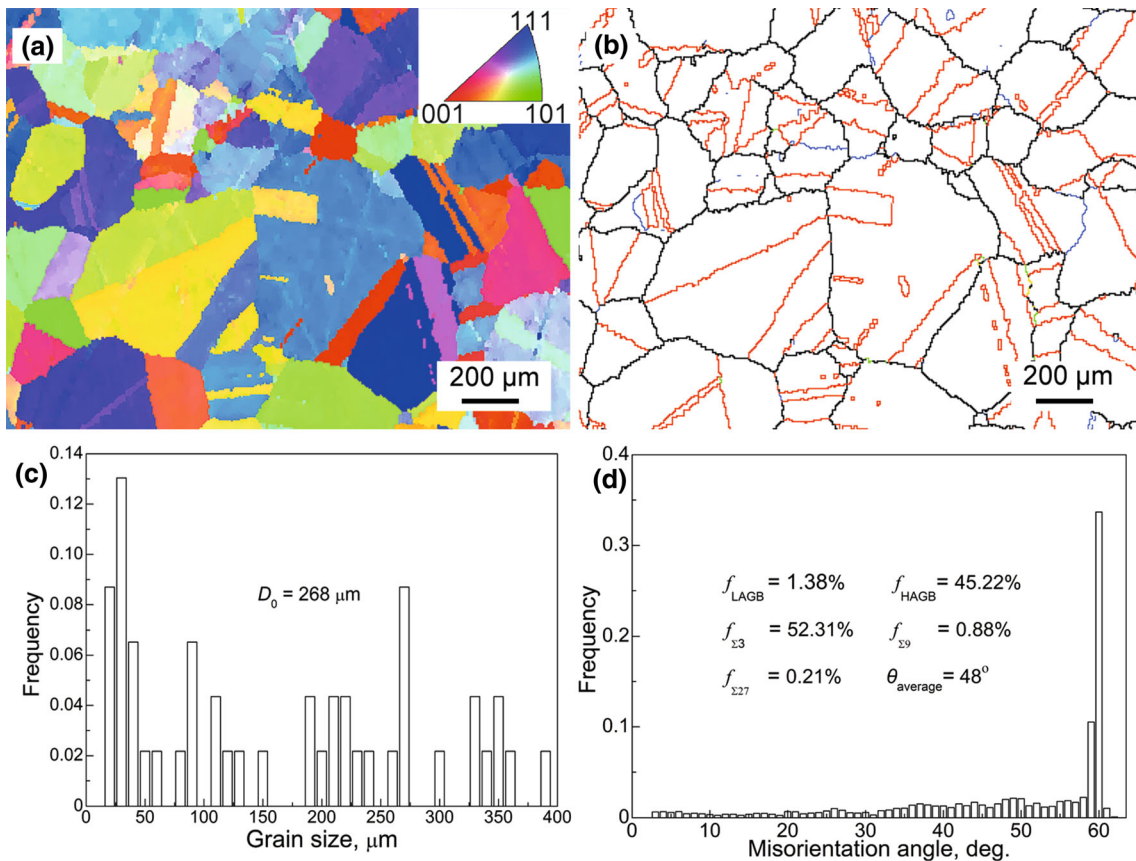 (a)
111
001 101
200 μm
(b)
200 μm
(c)
0.14
0.12
0.10
0.08
0.06
0.04
0.02
0
Frequency
D0 = 268 μm
0 50 100 150 200 250 300 350 400
Grain size, μm
(d)
0.4
0.3
0.2
0.1
0
Frequency
fLAGB = 1.38% fHAGB = 45.22%
fΣ3 = 52.31% fΣ9 = 0.88%
fΣ27 = 0.21% θaverage = 48°
0 10 20 30 40 50 60
Misorientation angle, deg.